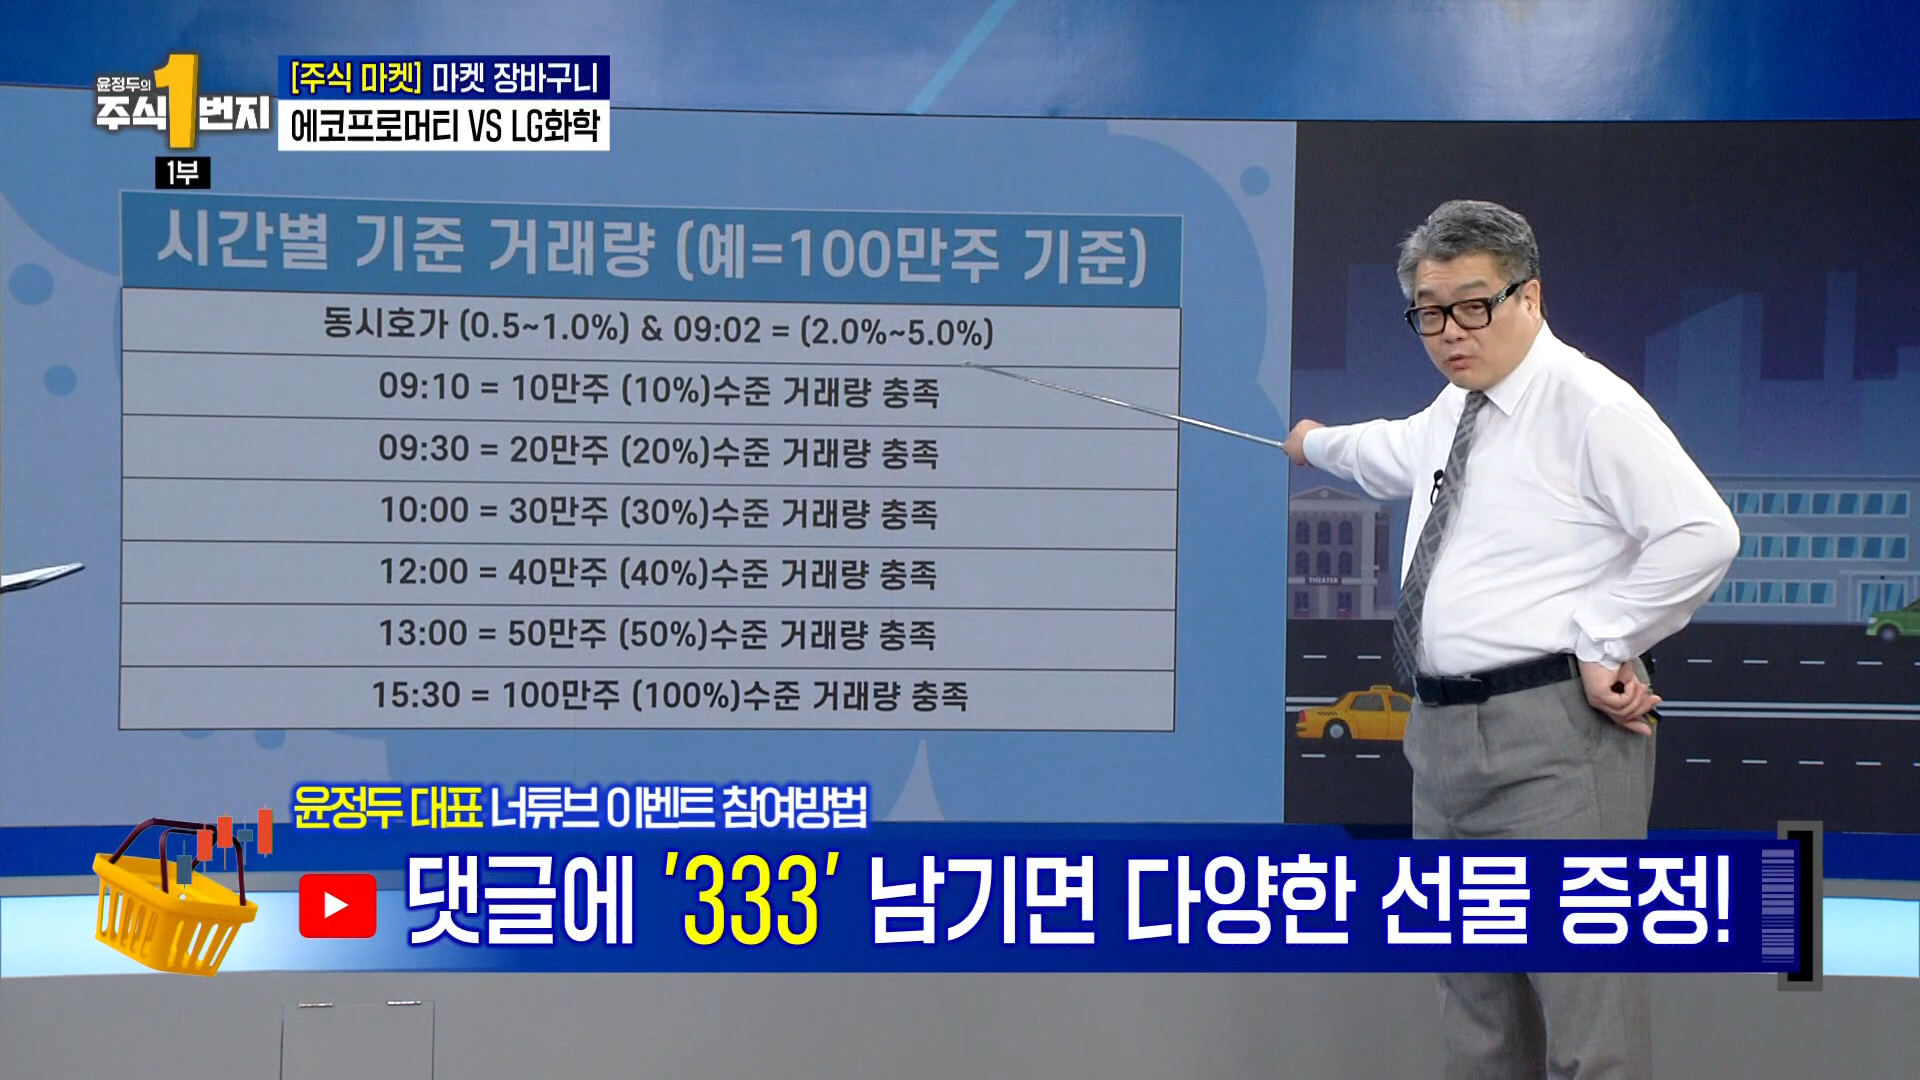 윤정두의
주식1번지
1부
[주식 마켓] 마켓 장바구니
에코프로머티 VS LG화학
시간별 기준 거래량 (예=100만주 기준)
동시호가 (0.5~1.0%) & 09:02 = (2.0%~5.0%)
09:10 = 10만주 (10%)수준 거래량 충족
09:30 = 20만주 (20%)수준 거래량 충족
10:00 = 30만주 (30%)수준 거래량 충족
12:00 = 40만주 (40%)수준 거래량 충족
13:00 = 50만주 (50%)수준 거래량 충족
15:30 = 100만주 (100%)수준 거래량 충족
THEATER
윤정두 대표 너튜브 이벤트 참여방법
댓글에 '333' 남기면 다양한 선물 증정!